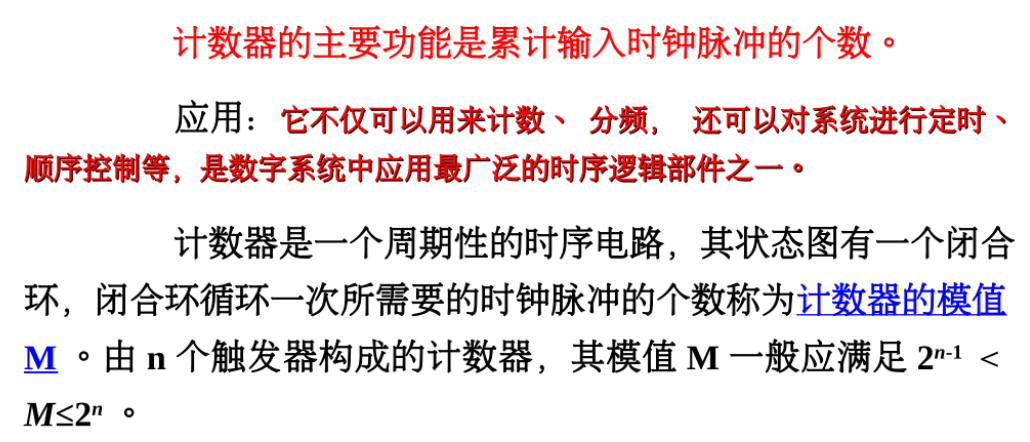 计数器的主要功能是累计输入时钟脉冲的个数。
应用：它不仅可以用来计数、 分频， 还可以对系统进行定时、
顺序控制等，是数字系统中应用最广泛的时序逻辑部件之一。
计数器是一个周期性的时序电路，其状态图有一个闭合
环，闭合环循环一次所需要的时钟脉冲的个数称为计数器的模值
M 。由 n 个触发器构成的计数器，其模值 M 一般应满足 2ⁿ⁻¹ <
M≤2ⁿ 。